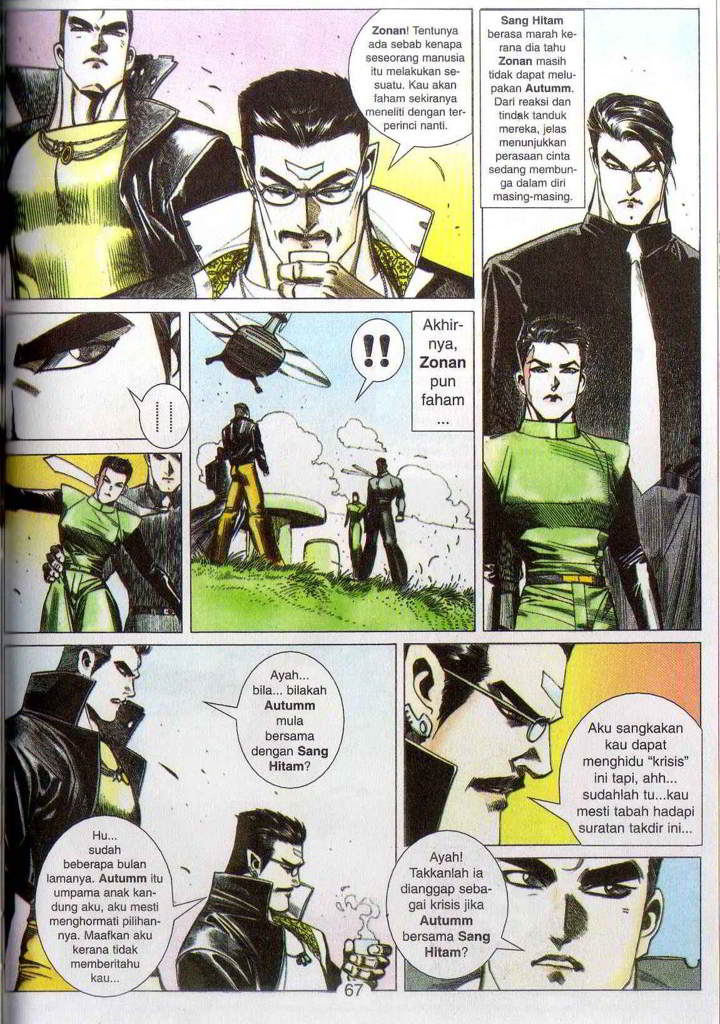 Zonan! Tentunya
ada sebab kenapa
seseorang manusia
itu melakukan se-
suatu. Kau akan
faham sekiranya
meneliti dengan ter-
perinci nanti.
Sang Hitam
berasa marah ke-
rana dia tahu
Zonan masih
tidak dapat melu-
pakan Autumm.
Dari reaksi dan
tindak tanduk
mereka, jelas
menunjukkan
perasaan cinta
sedang membun-
ga dalam diri
masing-masing.
!!
Akhir-
nya,
Zonan
pun
faham
...
Ayah...
bila... bilakah
Autumm
mula
bersama
dengan Sang
Hitam?
Hu...
sudah
beberapa bulan
lamanya. Autumm itu
umpama anak kan-
dung aku, aku mesti
menghormati pilihan-
nya. Maafkan aku
kerana tidak
memberitahu
kau...
Aku sangkakan
kau dapat
menghidu “krisis”
ini tapi, ahh...
sudahlah tu...kau
mesti tabah hadapi
suratan takdir ini...
Ayah!
Takkanlah ia
dianggap seba-
gai krisis jika
Autumm
bersama Sang
Hitam?
67